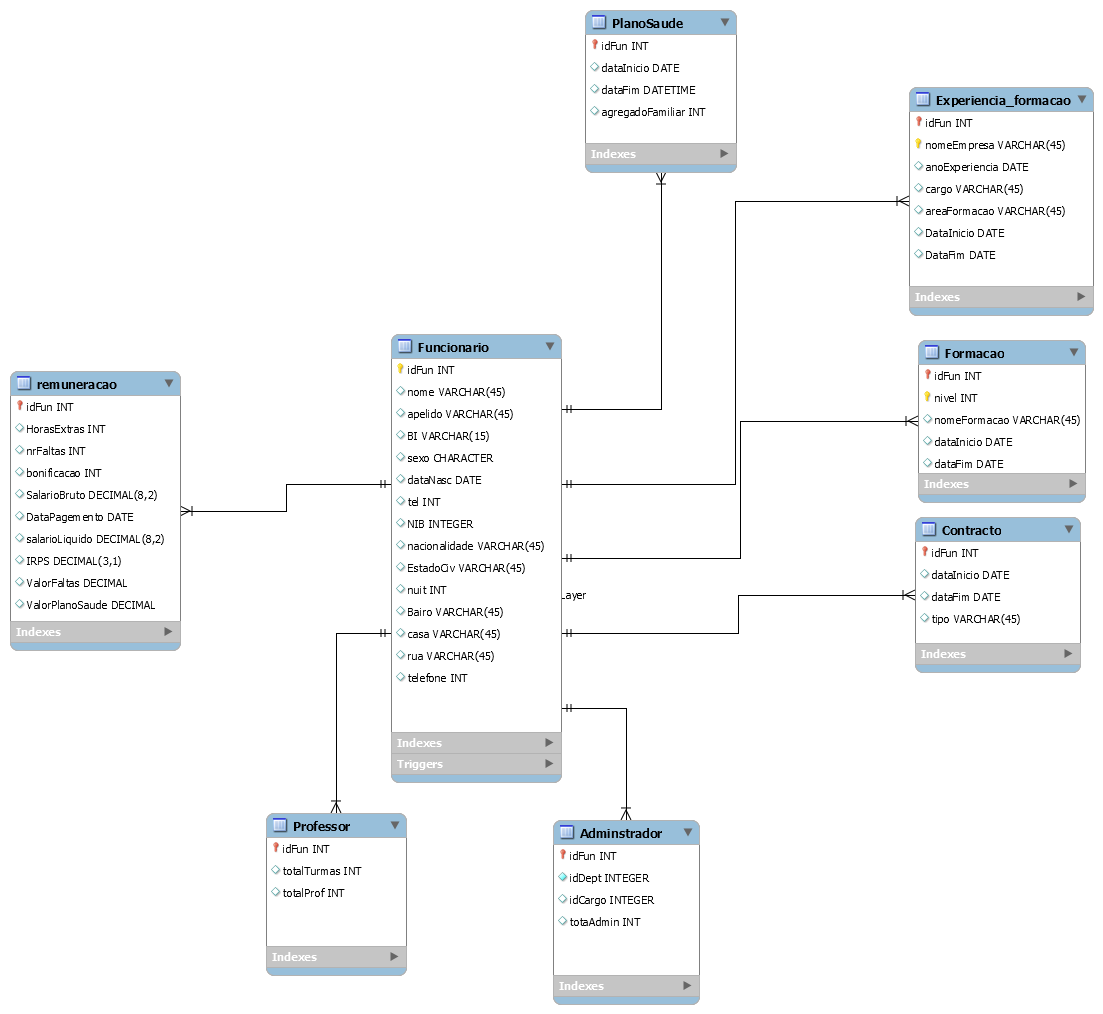 PlanoSaude
idFun INT
dataInicio DATE
dataFim DATETIME
agregadoFamiliar INT
Indexes
Experiencia_formacao
idFun INT
nomeEmpresa VARCHAR(45)
anoExperiencia DATE
cargo VARCHAR(45)
areaFormacao VARCHAR(45)
DataInicio DATE
DataFim DATE
Indexes
Funcionario
idFun INT
nome VARCHAR(45)
apelido VARCHAR(45)
BI VARCHAR(15)
sexo CHARACTER
dataNasc DATE
tel INT
NIB INTEGER
nacionalidade VARCHAR(45)
EstadoCiv VARCHAR(45)
nuit INT
Bairo VARCHAR(45)
casa VARCHAR(45)
rua VARCHAR(45)
telefone INT
Indexes
Triggers
Formacao
idFun INT
nivel INT
nomeFormacao VARCHAR(45)
dataInicio DATE
dataFim DATE
Indexes
remuneracao
idFun INT
HorasExtras INT
nrFaltas INT
bonificacao INT
SalarioBruto DECIMAL(8,2)
DataPagemento DATE
salarioLiquido DECIMAL(8,2)
IRPS DECIMAL(3,1)
ValorFaltas DECIMAL
ValorPlanoSaude DECIMAL
Indexes
Contracto
idFun INT
dataInicio DATE
dataFim DATE
tipo VARCHAR(45)
Indexes
Layer
Professor
idFun INT
totalTurmas INT
totalProf INT
Indexes
Adminstrador
idFun INT
idDept INTEGER
idCargo INTEGER
totaAdmin INT
Indexes